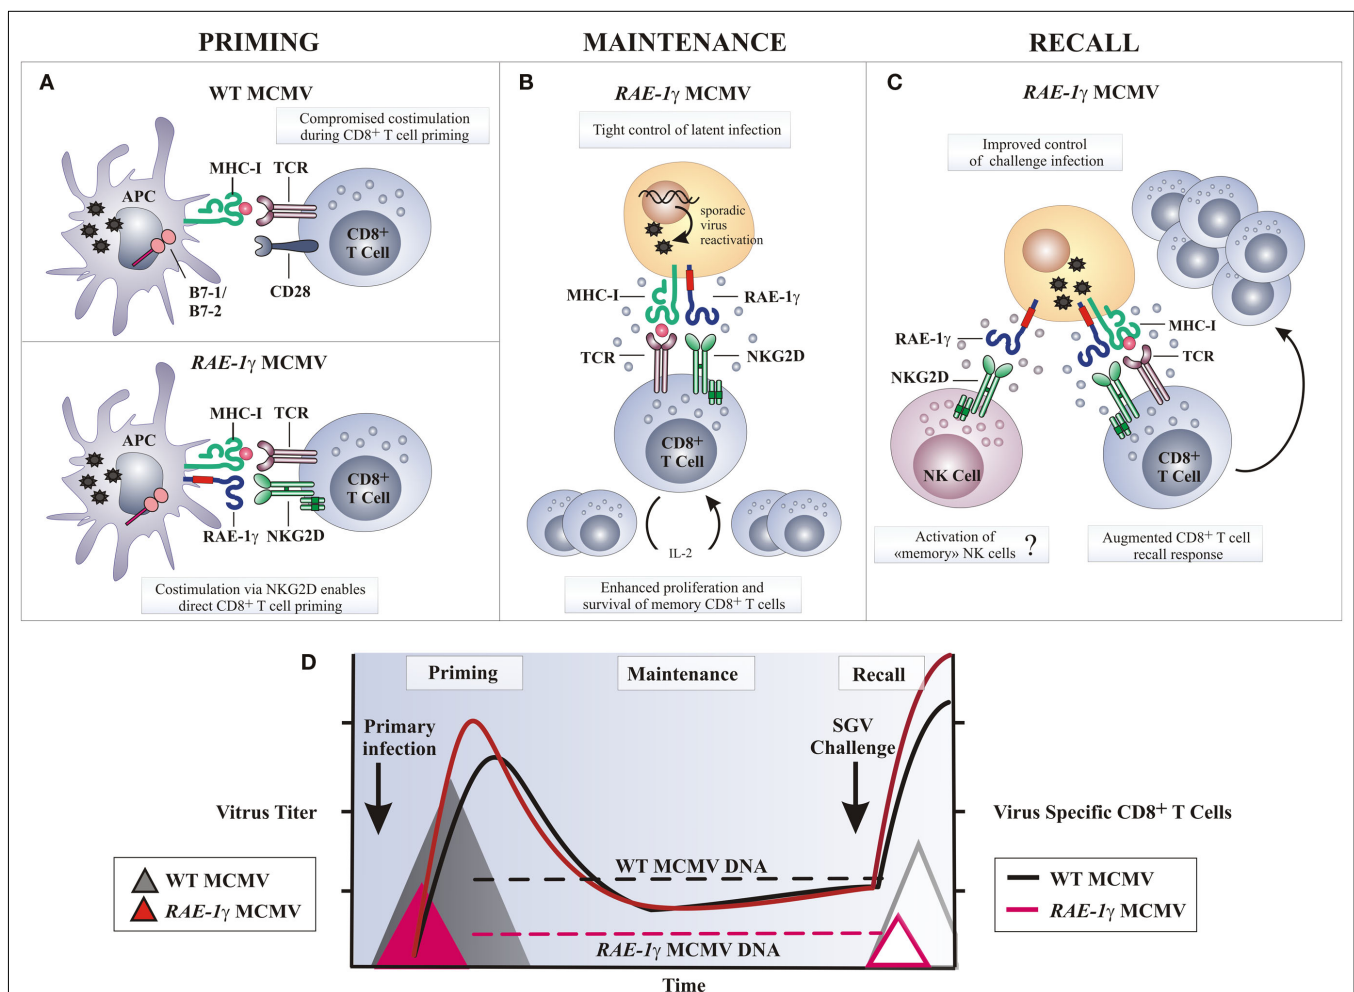 PRIMING
MAINTENANCE
RECALL
A
WT MCMV
Compromised costimulation
during CD8+ T cell priming
MHC-I
TCR
APC
CD8+
T Cell
B7-1/
B7-2
CD28
RAE-1γ MCMV
MHC-I
TCR
APC
CD8+
T Cell
RAE-1γ
NKG2D
Costimulation via NKG2D enables
direct CD8+ T cell priming
B
RAE-1γ MCMV
Tight control of latent infection
sporadic
virus
reactivation
MHC-I
RAE-1γ
TCR
NKG2D
CD8+
T Cell
IL-2
Enhanced proliferation and
survival of memory CD8+ T cells
C
RAE-1γ MCMV
Improved control
of challenge infection
RAE-1γ
MHC-I
TCR
NKG2D
NK Cell
CD8+
T Cell
Activation of
«memory» NK cells ?
Augmented CD8+ T cell
recall response
D
Priming
Maintenance
Recall
Primary
infection
SGV
Challenge
Vitrus Titer
Virus Specific CD8+ T Cells
WT MCMV DNA
RAE-1γ MCMV DNA
WT MCMV
RAE-1γ MCMV
WT MCMV
RAE-1γ MCMV
Time